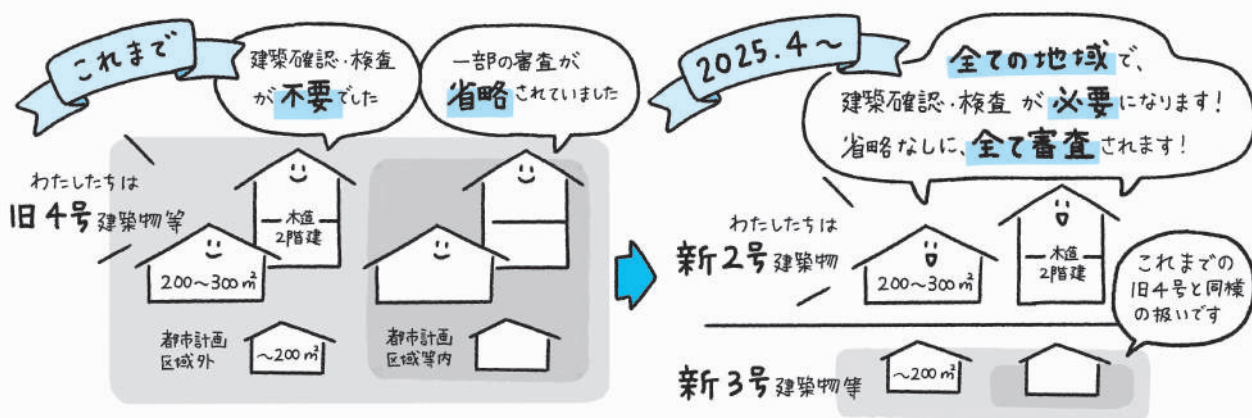 これまで
建築確認・検査
が不要でした
一部の審査が
省略されていました
わたしたちは
旧4号建築物等
木造
2階建
200〜300㎡
都市計画
区域外
〜200㎡
都市計画
区域等内
2025.4〜
全ての地域で、
建築確認・検査が必要になります!
省略なしに、全て審査されます!
わたしたちは
新2号建築物
200〜300㎡
木造
2階建
これまでの
旧4号と同様
の扱いです
新3号建築物等
〜200㎡